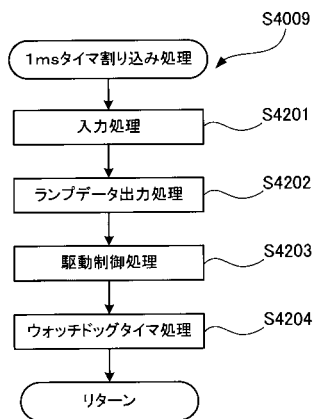 S4009
1msタイマ割り込み処理
入力処理
S4201
ランプデータ出力処理
S4202
駆動制御処理
S4203
ウォッチドッグタイマ処理
S4204
リターン